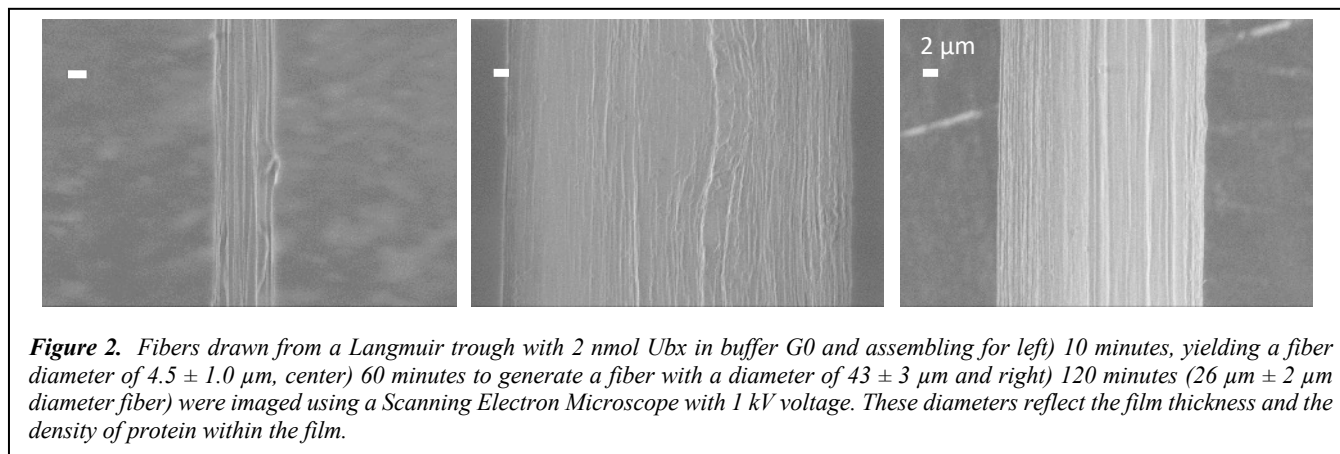 2 µm
Figure 2. Fibers drawn from a Langmuir trough with 2 nmol Ubx in buffer G0 and assembling for left) 10 minutes, yielding a fiber
diameter of 4.5 ± 1.0 µm, center) 60 minutes to generate a fiber with a diameter of 43 ± 3 µm and right) 120 minutes (26 µm ± 2 µm
diameter fiber) were imaged using a Scanning Electron Microscope with 1 kV voltage. These diameters reflect the film thickness and the
density of protein within the film.